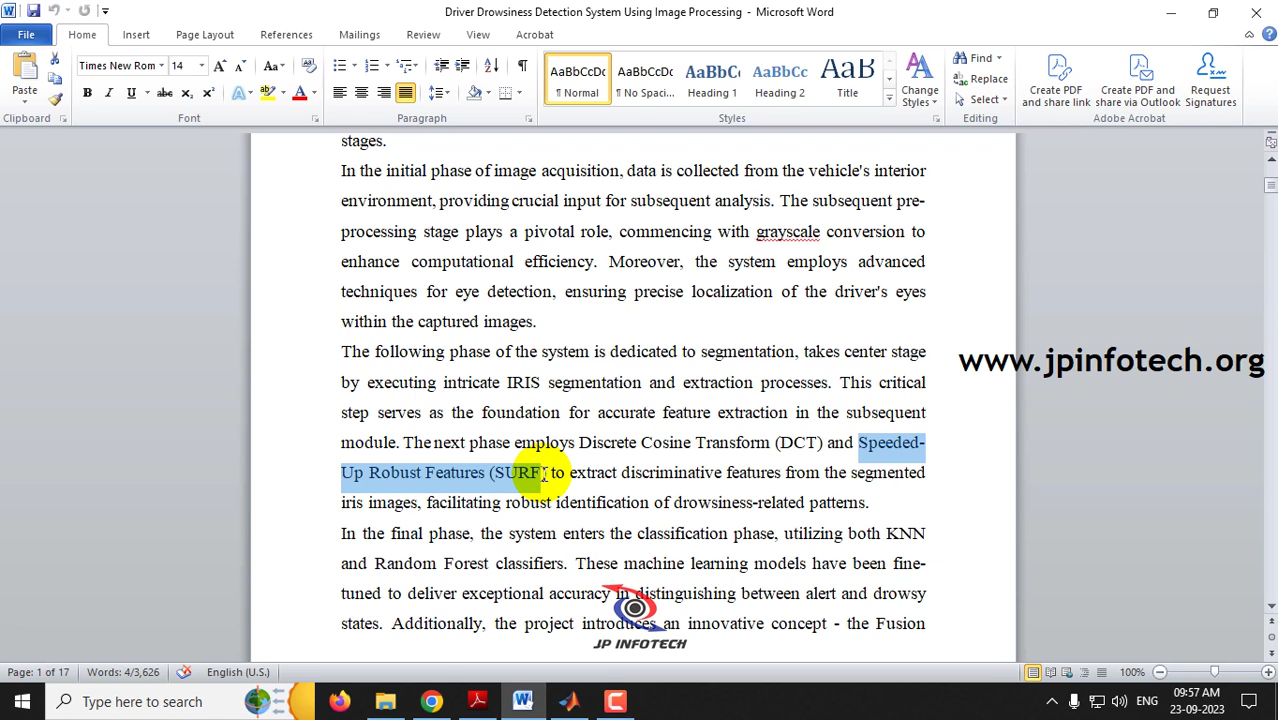 Driver Drowsiness Detection System Using Image Processing - Microsoft Word
File Home Insert Page Layout References Mailings Review View Acrobat
Times New Rom 14
Paste
Clipboard Font Paragraph
AaBbCcDc AaBbCcDc AaBbC AaBbCc AaB
¶ Normal ¶ No Spaci... Heading 1 Heading 2 Title
Change Styles
Styles
Find
Replace
Select
Editing
Create PDF and share link
Create PDF and share via Outlook
Request Signatures
Adobe Acrobat
stages.
In the initial phase of image acquisition, data is collected from the vehicle's interior
environment, providing crucial input for subsequent analysis. The subsequent pre-
processing stage plays a pivotal role, commencing with grayscale conversion to
enhance computational efficiency. Moreover, the system employs advanced
techniques for eye detection, ensuring precise localization of the driver's eyes
within the captured images.
The following phase of the system is dedicated to segmentation, takes center stage
by executing intricate IRIS segmentation and extraction processes. This critical
step serves as the foundation for accurate feature extraction in the subsequent
module. The next phase employs Discrete Cosine Transform (DCT) and Speeded-
Up Robust Features (SURF) to extract discriminative features from the segmented
iris images, facilitating robust identification of drowsiness-related patterns.
In the final phase, the system enters the classification phase, utilizing both KNN
and Random Forest classifiers. These machine learning models have been fine-
tuned to deliver exceptional accuracy in distinguishing between alert and drowsy
states. Additionally, the project introduces an innovative concept - the Fusion
www.jpinfotech.org
JP INFOTECH
Page: 1 of 17 Words: 4/3,626 English (U.S.) 100%
Type here to search
ENG
09:57 AM
23-09-2023